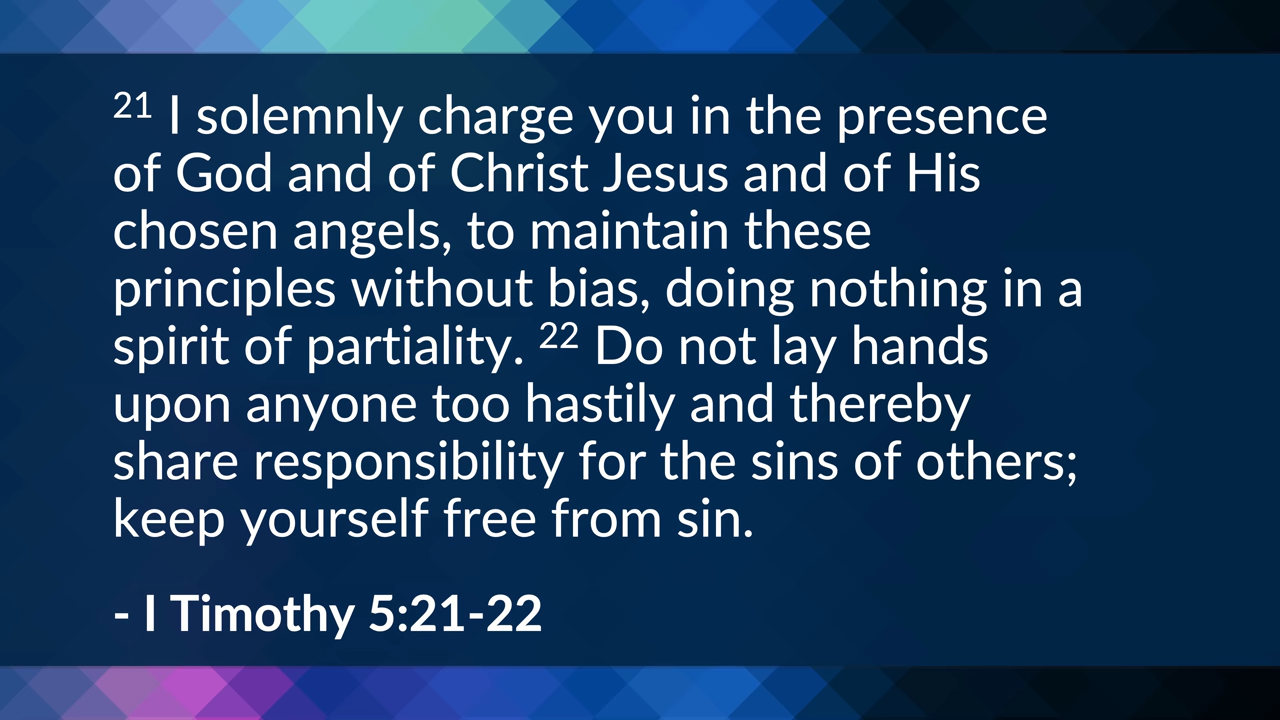 21 I solemnly charge you in the presence
of God and of Christ Jesus and of His
chosen angels, to maintain these
principles without bias, doing nothing in a
spirit of partiality. 22 Do not lay hands
upon anyone too hastily and thereby
share responsibility for the sins of others;
keep yourself free from sin.
- I Timothy 5:21-22